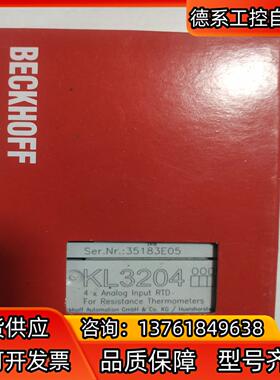 德系工控自
BECKHOFF
Ser.Nr.:35183E05
KL3204
4 x Analog Input RTD
For Resistance Thermometers
khoff Automation GmbH & Co. KG / Huelshorstw
货供应
咨询：13761849638
可开发票
品质保障
型号齐